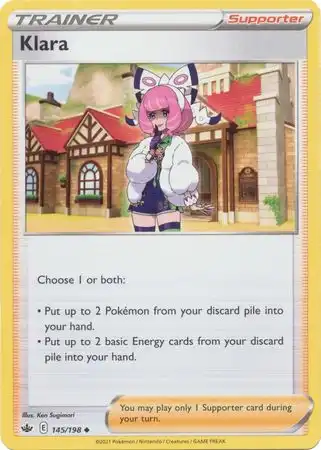 TRAINER Supporter
Klara
Choose 1 or both:
• Put up to 2 Pokémon from your discard pile into
your hand.
• Put up to 2 basic Energy cards from your discard
pile into your hand.
Illus. Ken Sugimori
E 145/198 ◆
You may play only 1 Supporter card during
your turn.
©2021 Pokémon / Nintendo / Creatures / GAME FREAK